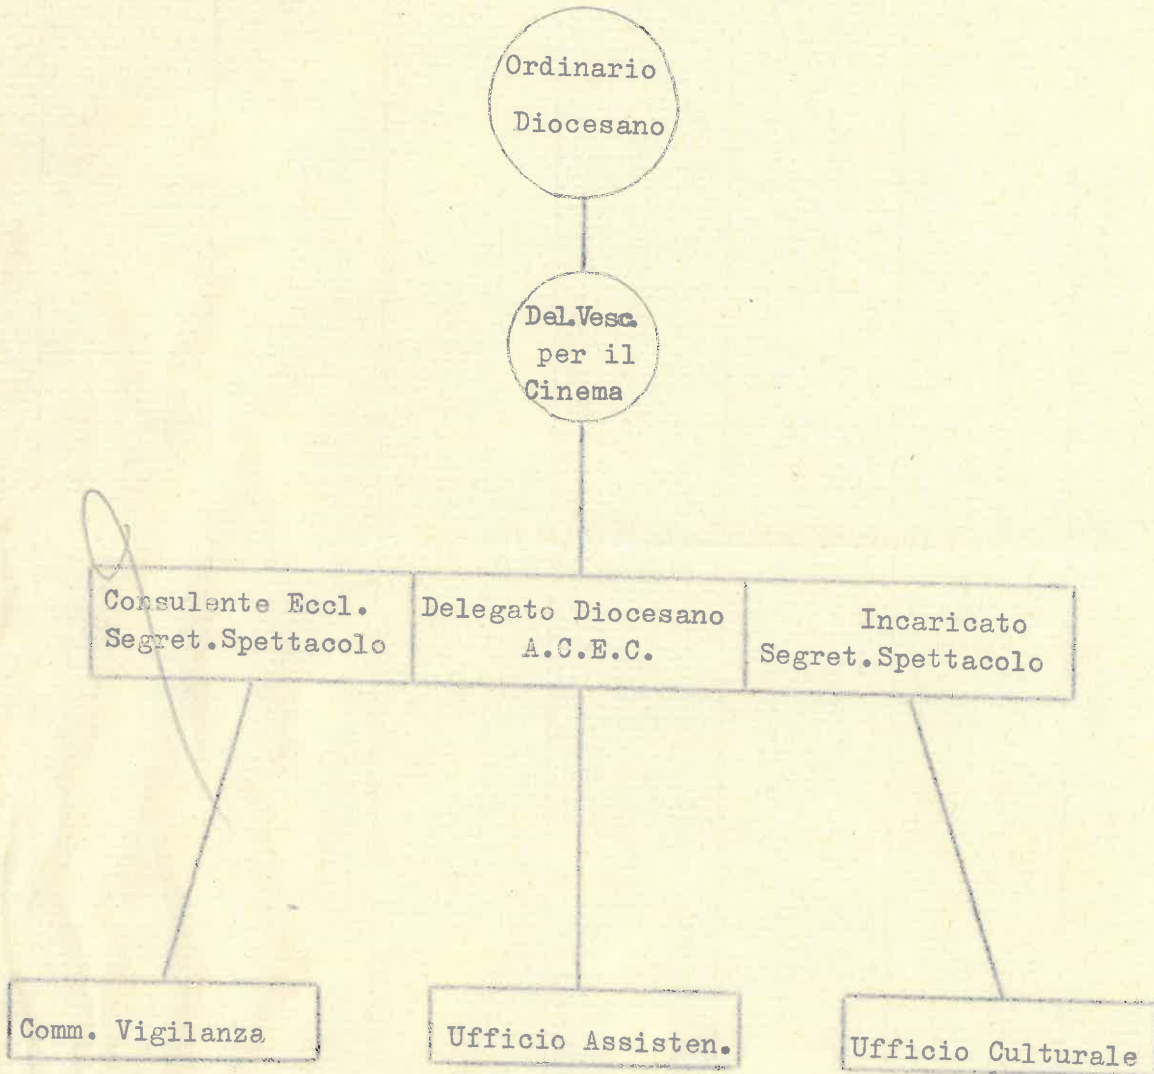 Ordinario
Diocesano
Del.Vesc.
per il
Cinema
Consulente Eccl.
Segret.Spettacolo
Delegato Diocesano
A.C.E.C.
Incaricato
Segret.Spettacolo
Comm. Vigilanza
Ufficio Assisten.
Ufficio Culturale